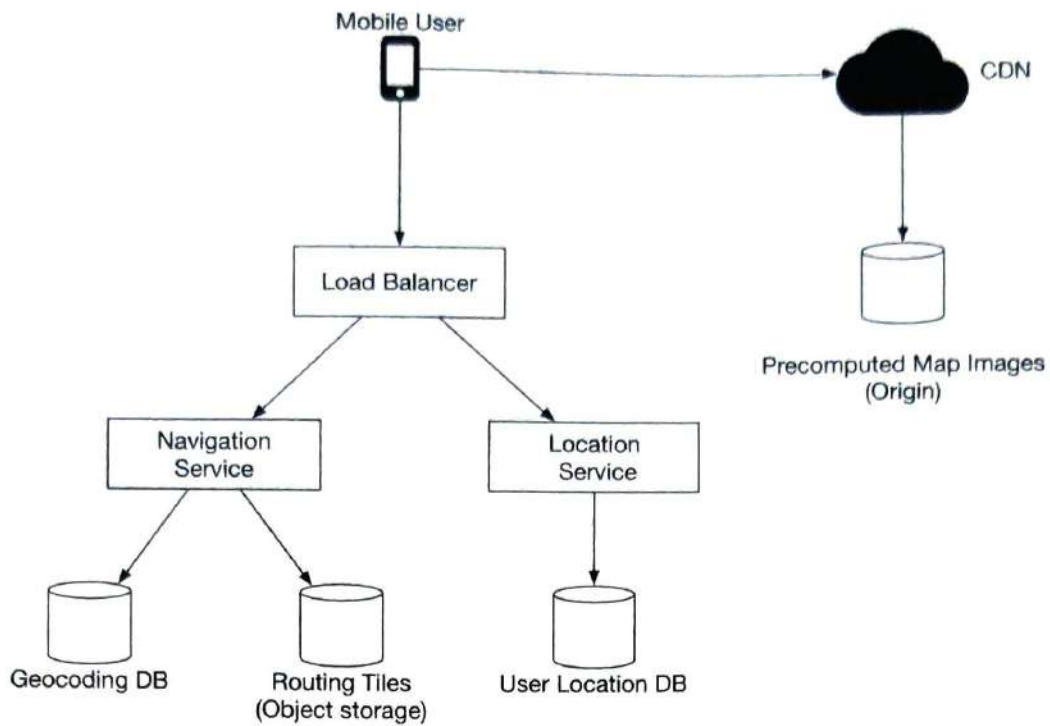 Mobile User
CDN
Load Balancer
Precomputed Map Images
(Origin)
Navigation
Service
Location
Service
Geocoding DB
Routing Tiles
(Object storage)
User Location DB